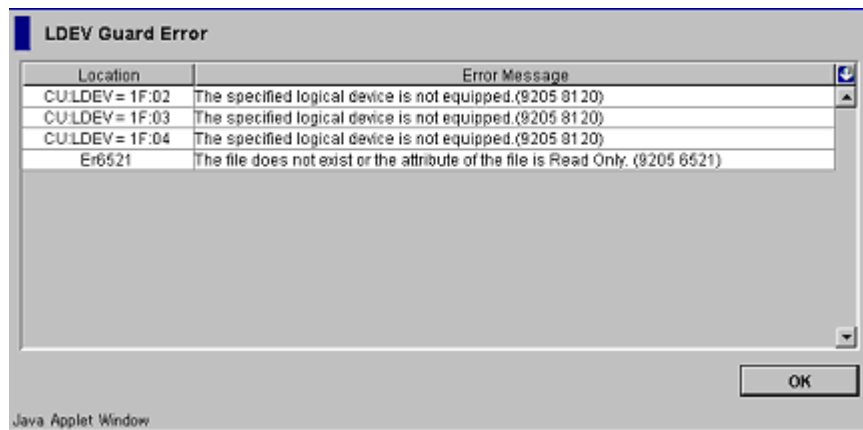 LDEV Guard Error
Location Error Message
CU:LDEV = 1F:02 The specified logical device is not equipped.(9205 8120)
CU:LDEV = 1F:03 The specified logical device is not equipped.(9205 8120)
CU:LDEV = 1F:04 The specified logical device is not equipped.(9205 8120)
Er6521 The file does not exist or the attribute of the file is Read Only. (9205 6521)
OK
Java Applet Window